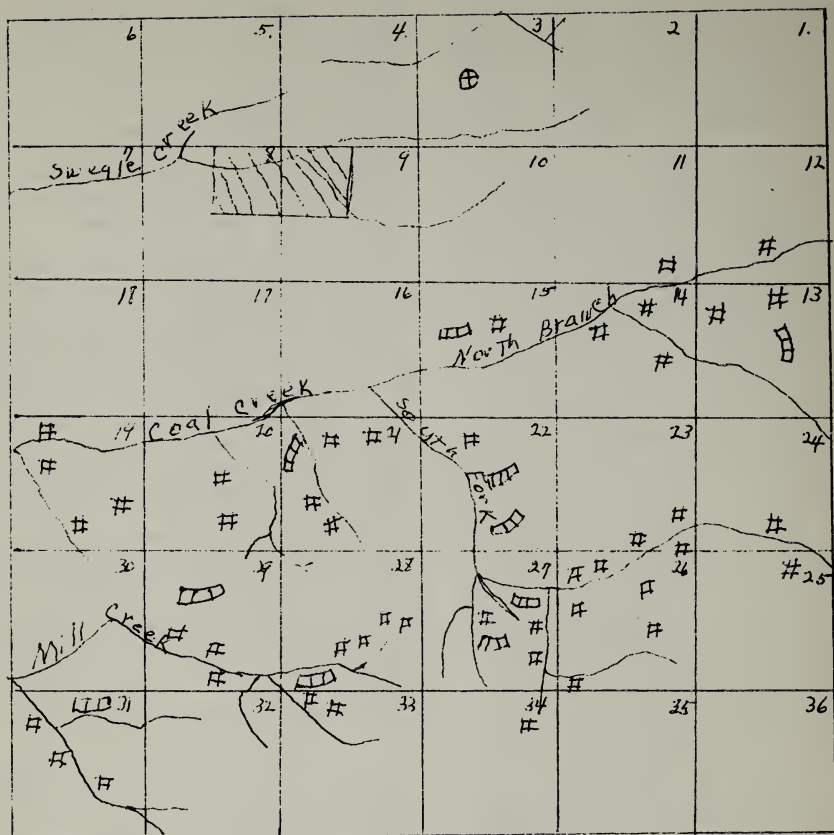 6 5. 4. 3 2 1.
7 8 9 10 11 12
Swegle Creek
18 17 16 15 14 13
North Branch
Coal Creek
19 20 21 22 23 24
South Fork
30 29 28 27 26 25
Mill Creek
31 32 33 34 35 36